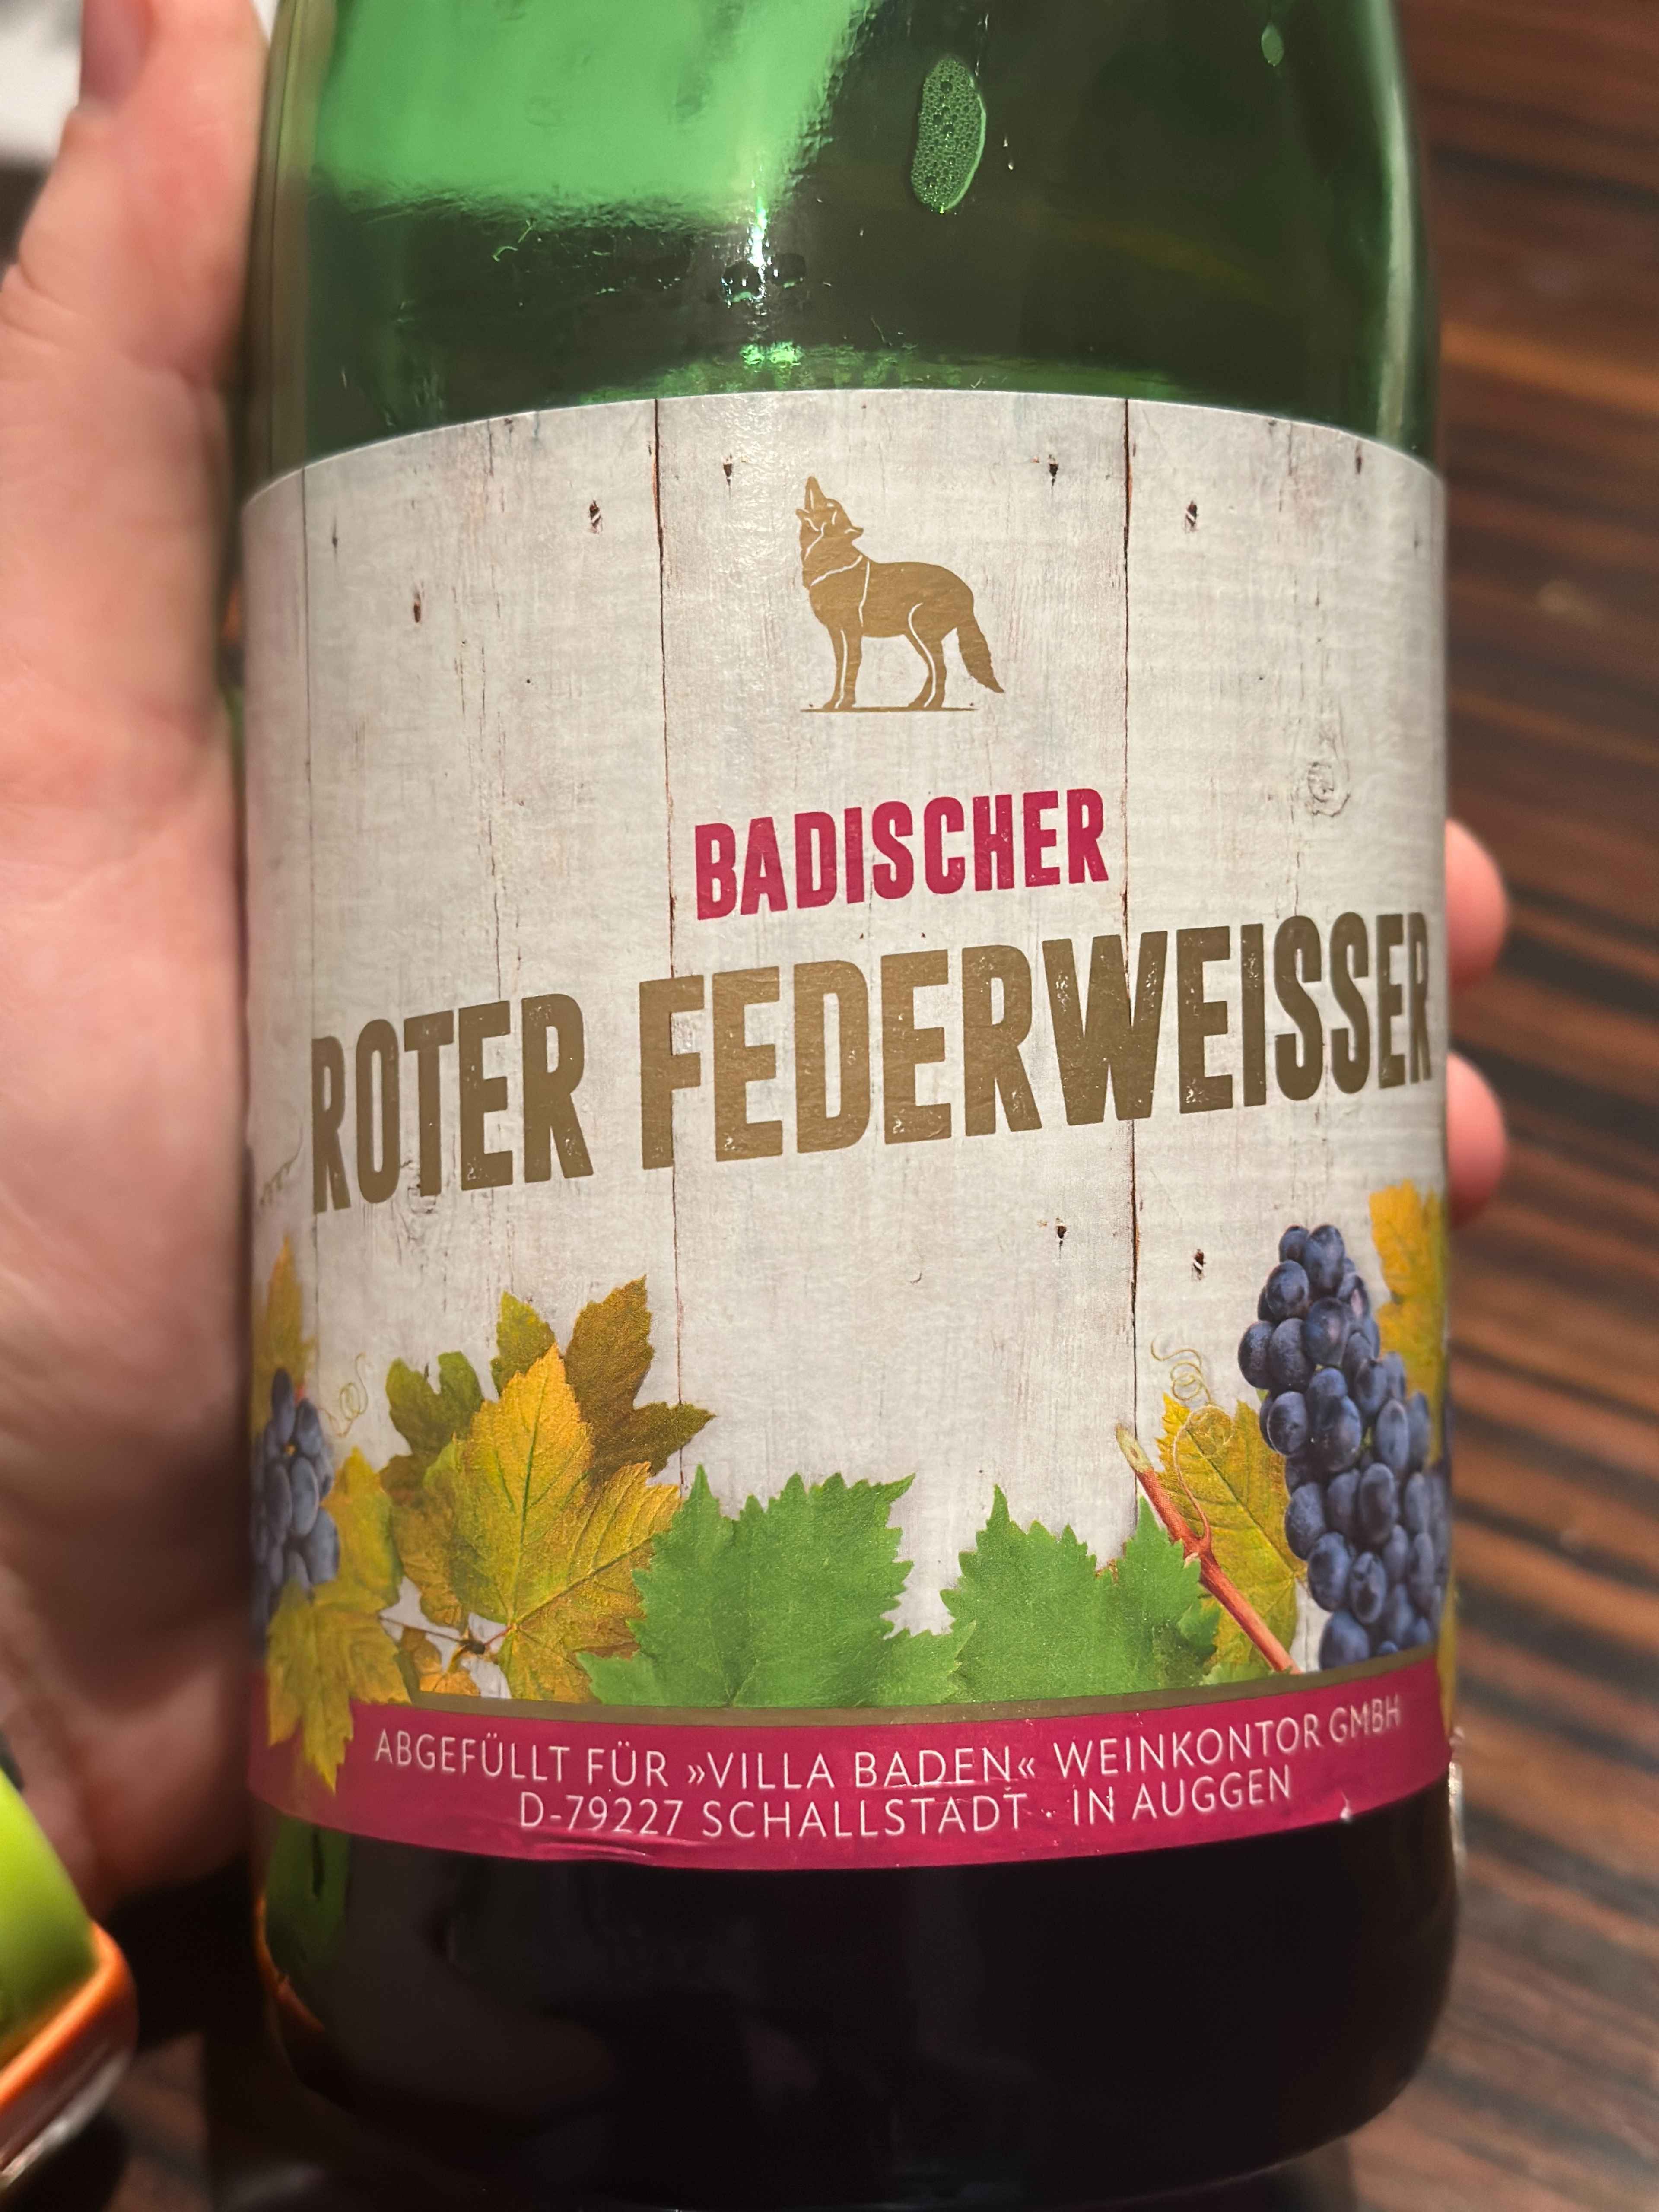 BADISCHER
ROTER FEDERWEISSER
ABGEFÜLLT FÜR »VILLA BADEN« WEINKONTOR GMBH
D-79227 SCHALLSTADT · IN AUGGEN